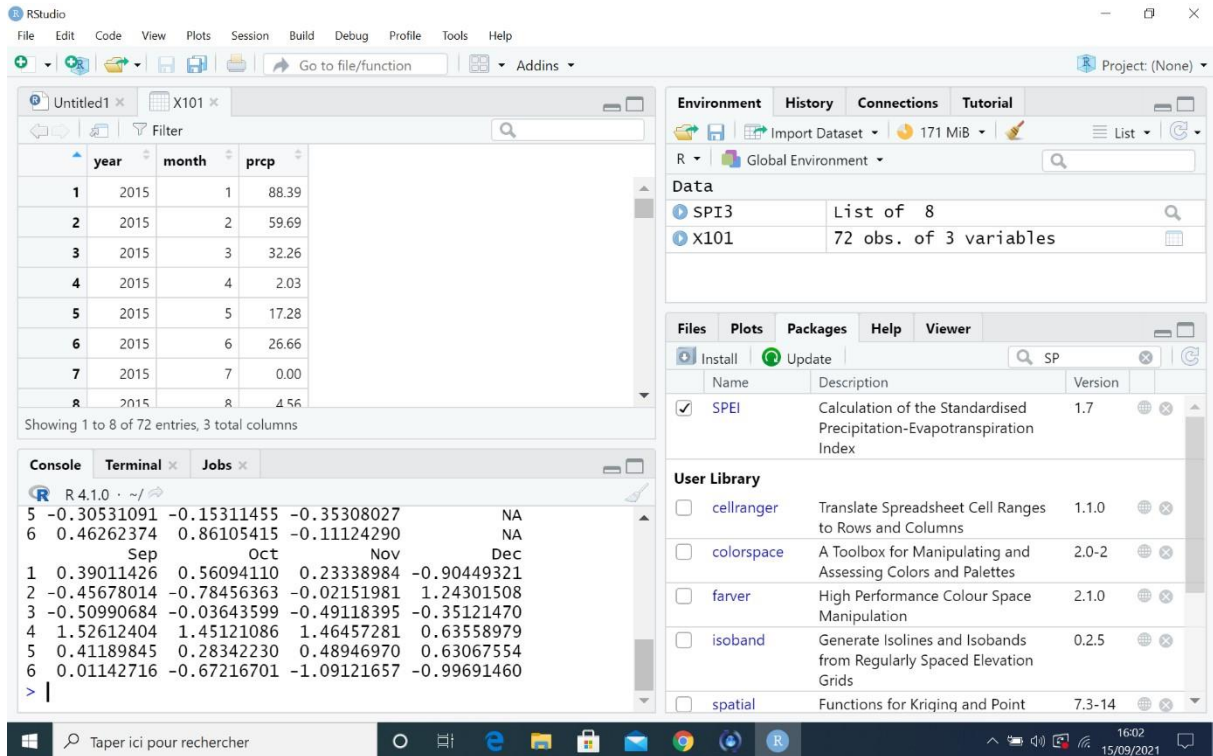 RStudio
File Edit Code View Plots Session Build Debug Profile Tools Help
Go to file/function Addins Project: (None)
Untitled1 X101
Filter
year month prcp
1 2015 1 88.39
2 2015 2 59.69
3 2015 3 32.26
4 2015 4 2.03
5 2015 5 17.28
6 2015 6 26.66
7 2015 7 0.00
8 2015 8 4.56
Showing 1 to 8 of 72 entries, 3 total columns
Console Terminal Jobs
R 4.1.0 · ~/
5 -0.30531091 -0.15311455 -0.35308027 NA
6 0.46262374 0.86105415 -0.11124290 NA
Sep Oct Nov Dec
1 0.39011426 0.56094110 0.23338984 -0.90449321
2 -0.45678014 -0.78456363 -0.02151981 1.24301508
3 -0.50990684 -0.03643599 -0.49118395 -0.35121470
4 1.52612404 1.45121086 1.46457281 0.63558979
5 0.41189845 0.28342230 0.48946970 0.63067554
6 0.01142716 -0.67216701 -1.09121657 -0.99691460
>
Environment History Connections Tutorial
Import Dataset 171 MiB List
R Global Environment
Data
SPI3 List of 8
X101 72 obs. of 3 variables
Files Plots Packages Help Viewer
Install Update SP
Name Description Version
SPEI Calculation of the Standardised 1.7
Precipitation-Evapotranspiration
Index
User Library
cellranger Translate Spreadsheet Cell Ranges 1.1.0
to Rows and Columns
colorspace A Toolbox for Manipulating and 2.0-2
Assessing Colors and Palettes
farver High Performance Colour Space 2.1.0
Manipulation
isoband Generate Isolines and Isobands 0.2.5
from Regularly Spaced Elevation
Grids
spatial Functions for Kriging and Point 7.3-14
Taper ici pour rechercher
16:02
15/09/2021